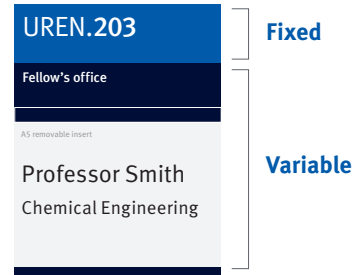 UREN.203
Fixed
Fellow's office
A5 removable insert
Variable
Professor Smith
Chemical Engineering